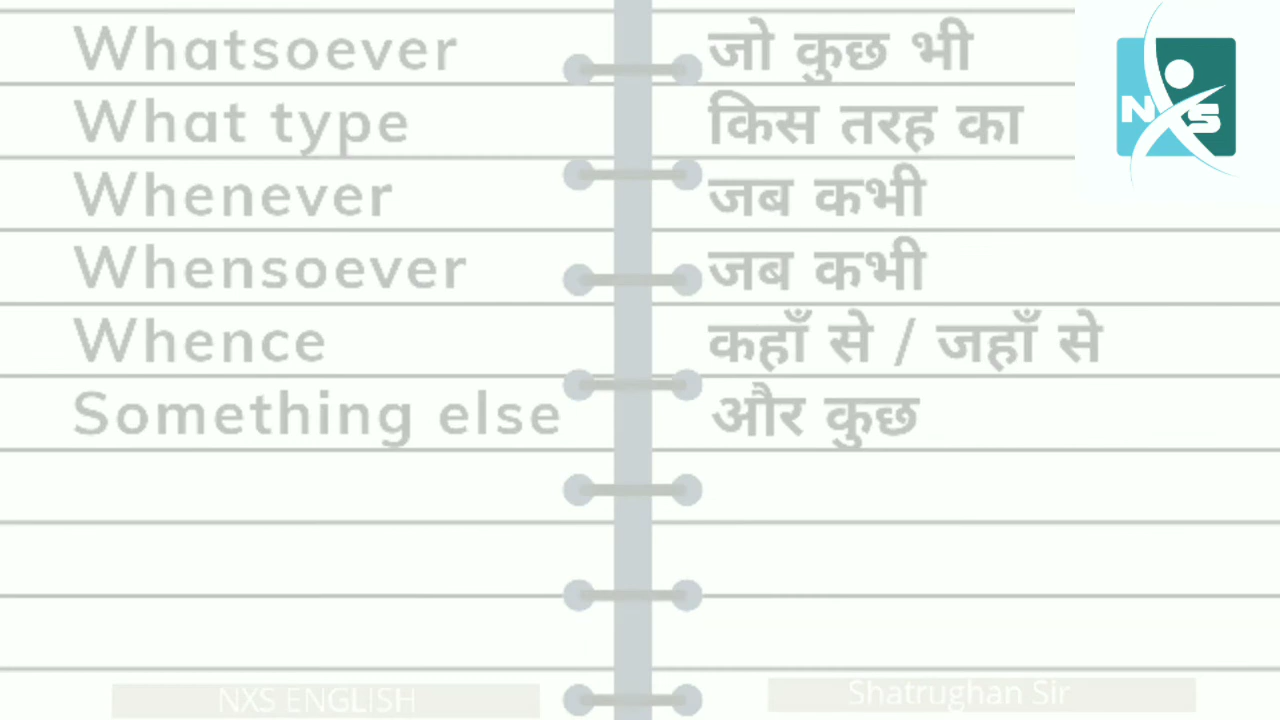 Whatsoever जो कुछ भी
What type किस तरह का
Whenever जब कभी
Whensoever जब कभी
Whence कहाँ से / जहाँ से
Something else और कुछ
NXS
NXS ENGLISH Shatrughan Sir